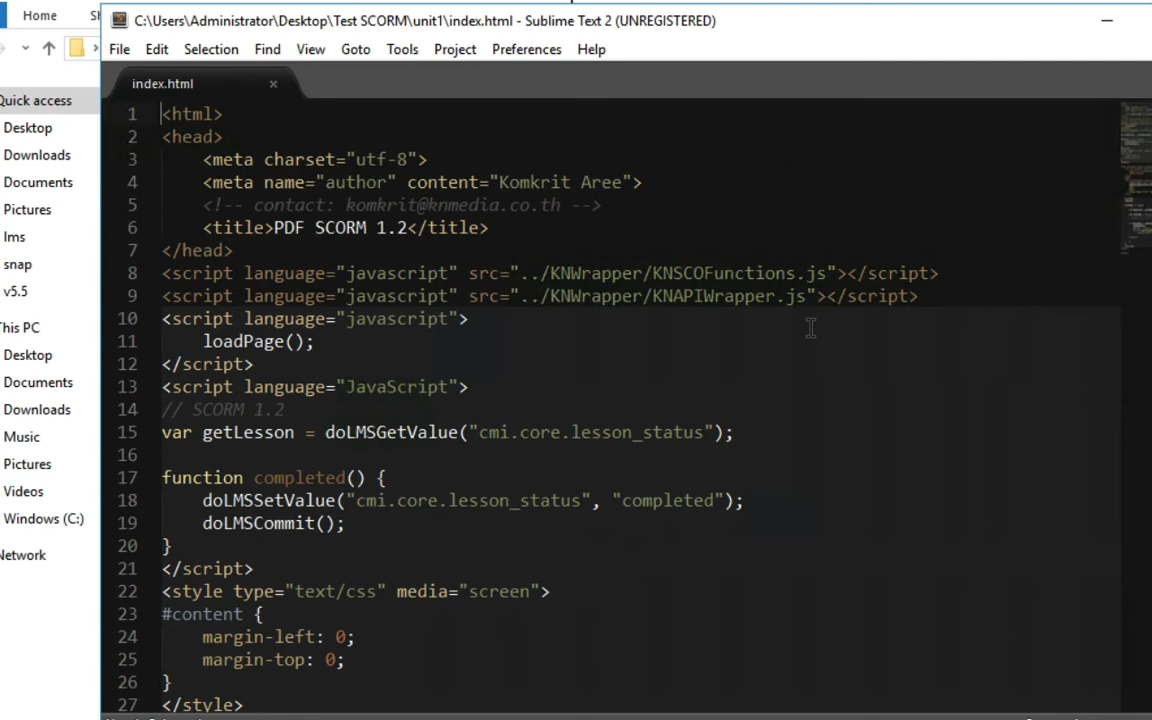 Home
C:\Users\Administrator\Desktop\Test SCORM\unit1\index.html - Sublime Text 2 (UNREGISTERED)
File Edit Selection Find View Goto Tools Project Preferences Help
index.html ×
Quick access
Desktop
Downloads
Documents
Pictures
lms
snap
v5.5
This PC
Desktop
Documents
Downloads
Music
Pictures
Videos
Windows (C:)
Network
1 <html>
2 <head>
3 <meta charset="utf-8">
4 <meta name="author" content="Komkrit Aree">
5 <!-- contact: komkrit@knmedia.co.th -->
6 <title>PDF SCORM 1.2</title>
7 </head>
8 <script language="javascript" src="../KNWrapper/KNSCOFunctions.js"></script>
9 <script language="javascript" src="../KNWrapper/KNAPIWrapper.js"></script>
10 <script language="javascript">
11 loadPage();
12 </script>
13 <script language="JavaScript">
14 // SCORM 1.2
15 var getLesson = doLMSGetValue("cmi.core.lesson_status");
16
17 function completed() {
18 doLMSSetValue("cmi.core.lesson_status", "completed");
19 doLMSCommit();
20 }
21 </script>
22 <style type="text/css" media="screen">
23 #content {
24 margin-left: 0;
25 margin-top: 0;
26 }
27 </style>